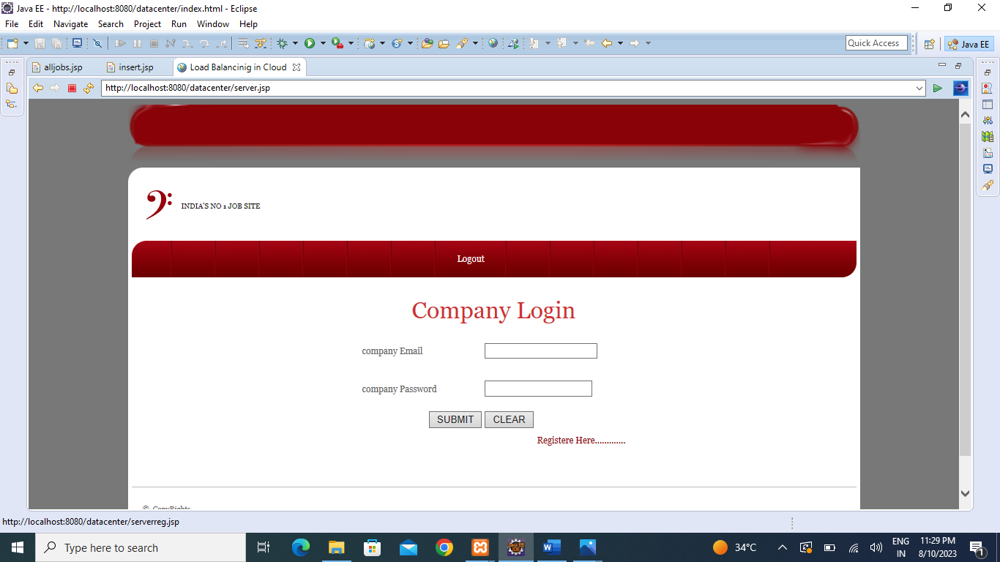 Java EE - http://localhost:8080/datacenter/index.html - Eclipse
File Edit Navigate Search Project Run Window Help
Quick Access Java EE
alljobs.jsp insert.jsp Load Balancinig in Cloud
http://localhost:8080/datacenter/server.jsp
INDIA'S NO 1 JOB SITE
Logout
Company Login
company Email
company Password
SUBMIT CLEAR
Registere Here.............
© CopyRights
http://localhost:8080/datacenter/serverreg.jsp
Type here to search
34°C
ENG
IN
11:29 PM
8/10/2023
1